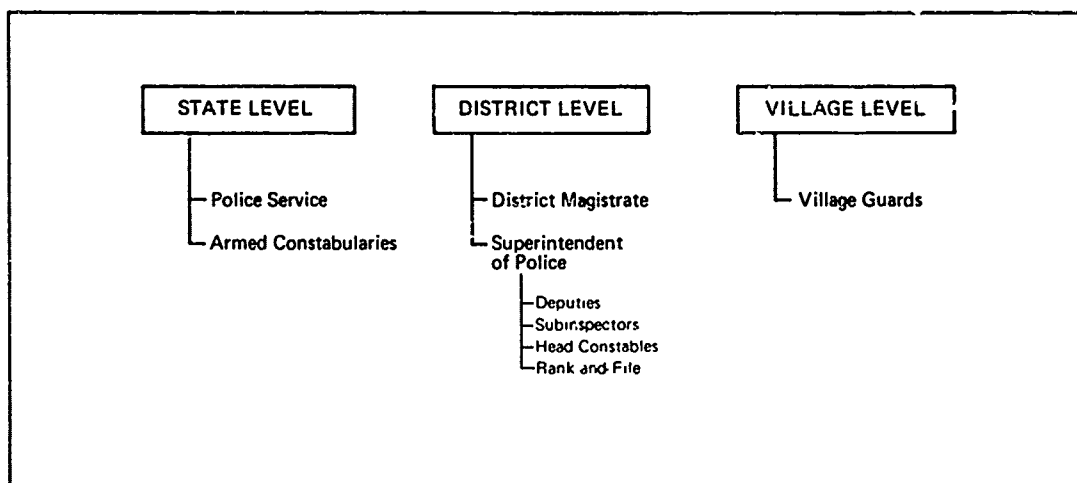 STATE LEVEL
Police Service
Armed Constabularies
DISTRICT LEVEL
District Magistrate
Superintendent
of Police
Deputies
Subinspectors
Head Constables
Rank and File
VILLAGE LEVEL
Village Guards